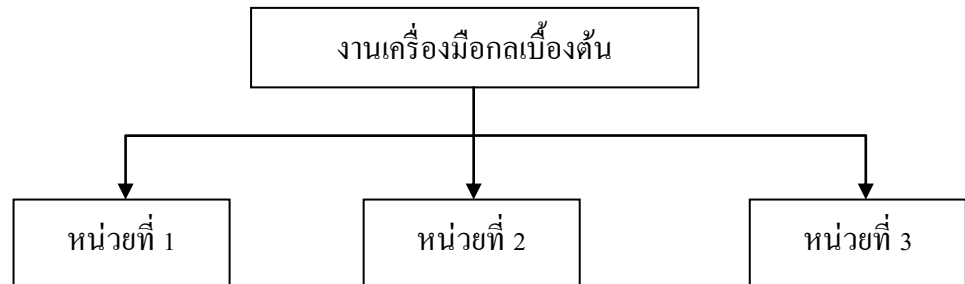 งานเครื่องมือกลเบื้องต้น
หน่วยที่ 1
หน่วยที่ 2
หน่วยที่ 3